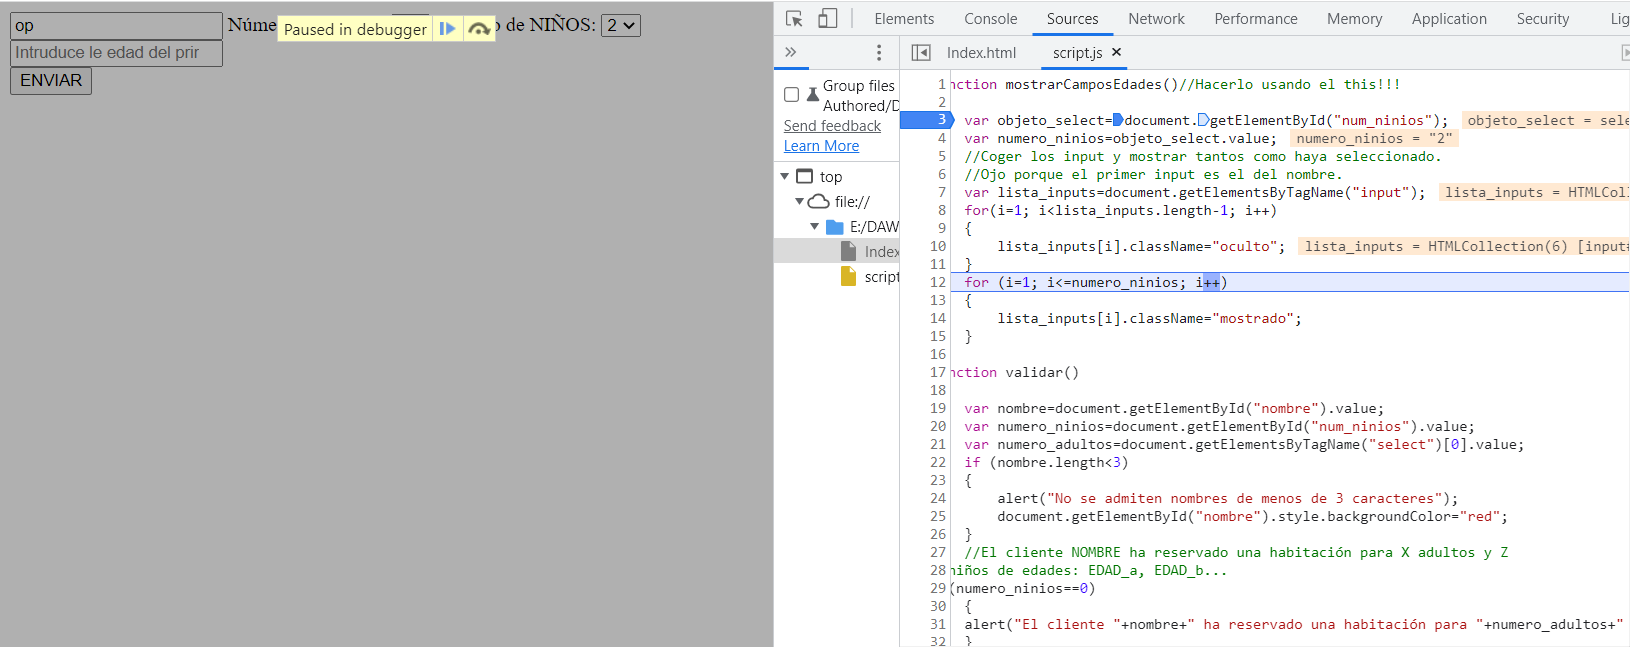 op Núme Paused in debugger o de NIÑOS: 2
Introduce le edad del prir
ENVIAR
Elements Console Sources Network Performance Memory Application Security Lig
» Index.html script.js ×
Group files
Authored/D
Send feedback
Learn More
top
file://
E:/DAW
Index
script
1 nction mostrarCamposEdades()//Hacerlo usando el this!!!
2
3 var objeto_select=document.getElementById("num_ninios"); objeto_select = sele
4 var numero_ninios=objeto_select.value; numero_ninios = "2"
5 //Coger los input y mostrar tantos como haya seleccionado.
6 //Ojo porque el primer input es el del nombre.
7 var lista_inputs=document.getElementsByTagName("input"); lista_inputs = HTMLColl
8 for(i=1; i<lista_inputs.length-1; i++)
9 {
10 lista_inputs[i].className="oculto"; lista_inputs = HTMLCollection(6) [input#
11 }
12 for (i=1; i<=numero_ninios; i++)
13 {
14 lista_inputs[i].className="mostrado";
15 }
16
17 nction validar()
18
19 var nombre=document.getElementById("nombre").value;
20 var numero_ninios=document.getElementById("num_ninios").value;
21 var numero_adultos=document.getElementsByTagName("select")[0].value;
22 if (nombre.length<3)
23 {
24 alert("No se admiten nombres de menos de 3 caracteres");
25 document.getElementById("nombre").style.backgroundColor="red";
26 }
27 //El cliente NOMBRE ha reservado una habitación para X adultos y Z
28 niños de edades: EDAD_a, EDAD_b...
29 (numero_ninios==0)
30 {
31 alert("El cliente "+nombre+" ha reservado una habitación para "+numero_adultos+"
32 }